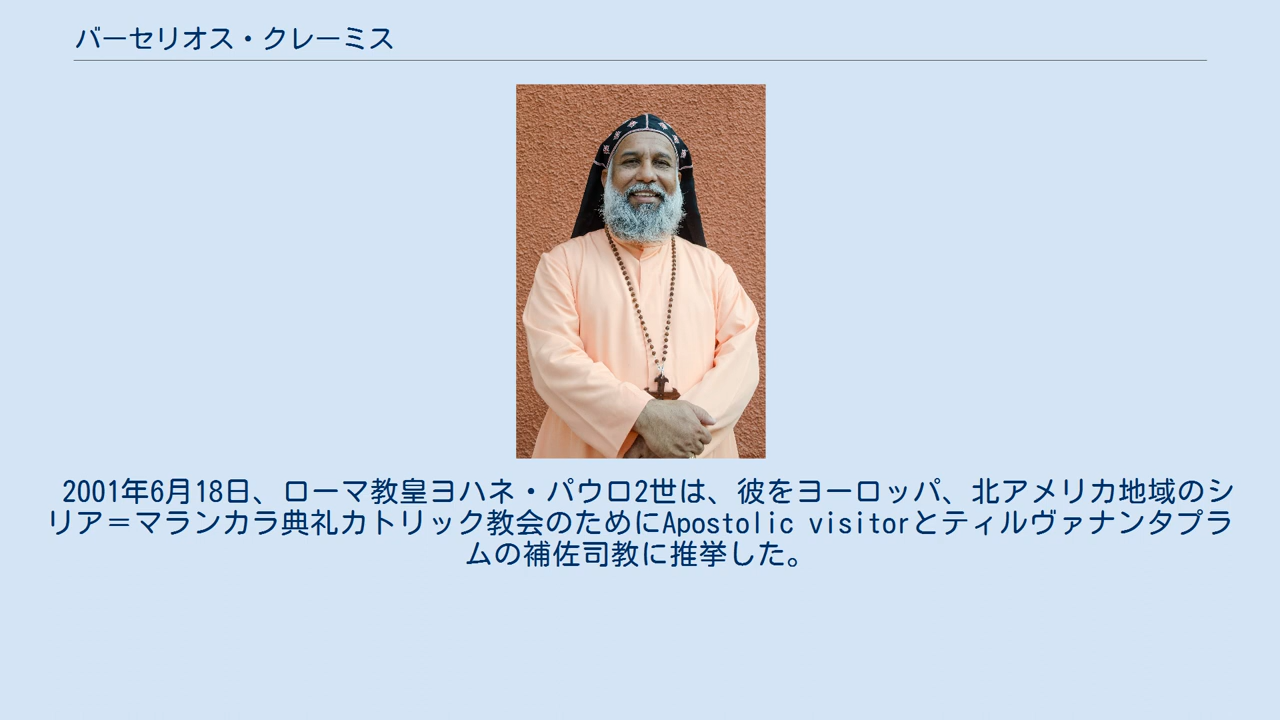 バーセリオス・クレーミス
2001年6月18日、ローマ教皇ヨハネ・パウロ2世は、彼をヨーロッパ、北アメリカ地域のシ
リア＝マランカラ典礼カトリック教会のためにApostolic visitorとティルヴァナンタプラ
ムの補佐司教に推挙した。